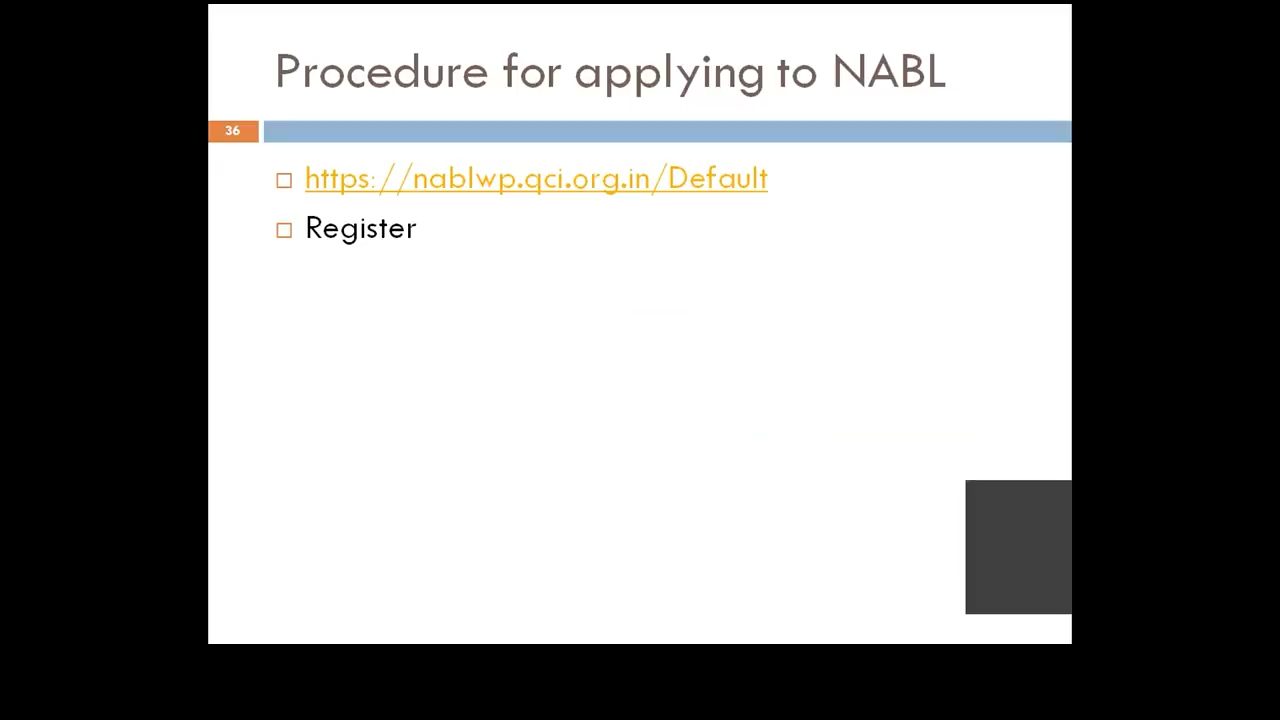 Procedure for applying to NABL
36
https://nablwp.qci.org.in/Default
Register